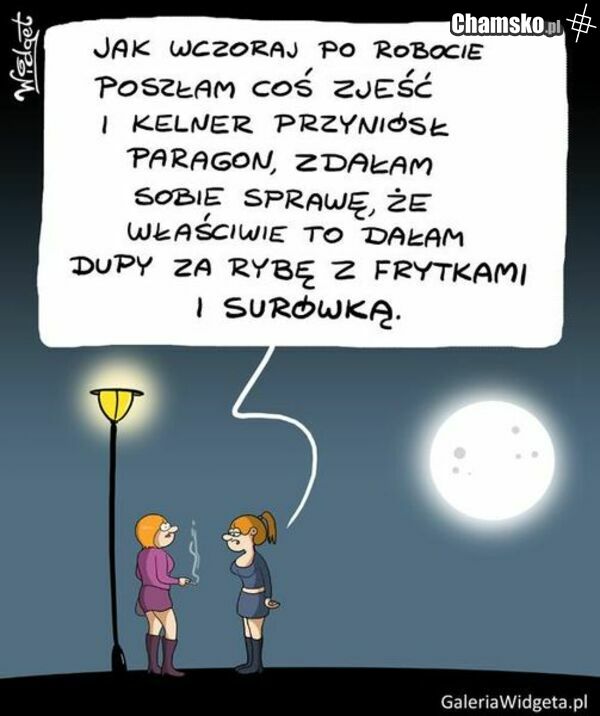 Widget
Chamsko.pl
JAK WCZORAJ PO ROBOCIE
POSZŁAM COŚ ZJEŚĆ
I KELNER PRZYNIÓSŁ
PARAGON, ZDAŁAM
SOBIE SPRAWĘ, ŻE
WŁAŚCIWIE TO DAŁAM
DUPY ZA RYBĘ Z FRYTKAMI
I SURÓWKĄ.
GaleriaWidgeta.pl